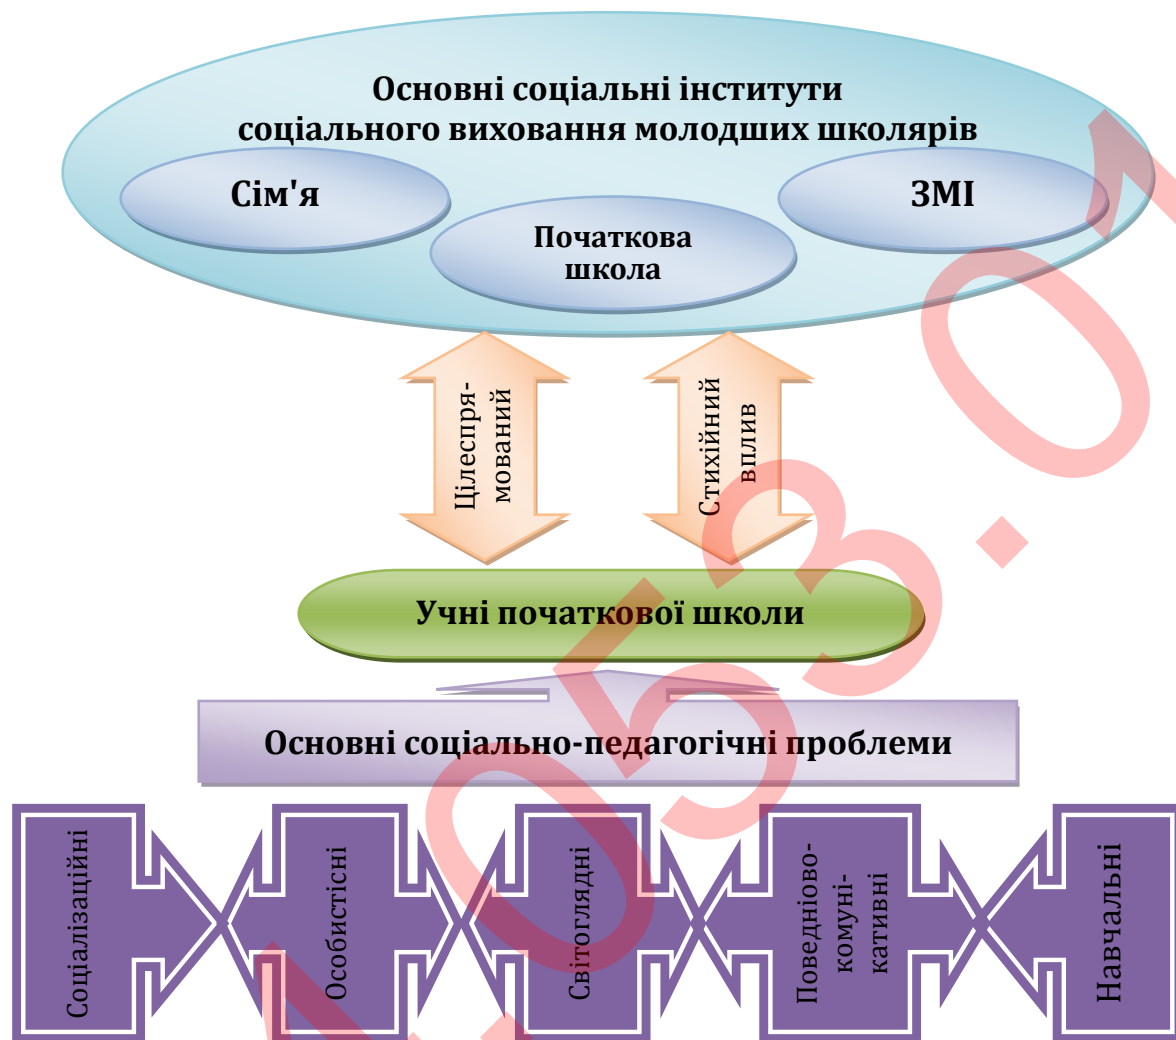 Основні соціальні інститути
соціального виховання молодших школярів
Сім'я
ЗМІ
Початкова
школа
Цілеспря-
мований
Стихійний
вплив
Учні початкової школи
Основні соціально-педагогічні проблеми
Соціалізаційні
Особистісні
Світоглядні
Поведніово-
комуні-
кативні
Навчальні